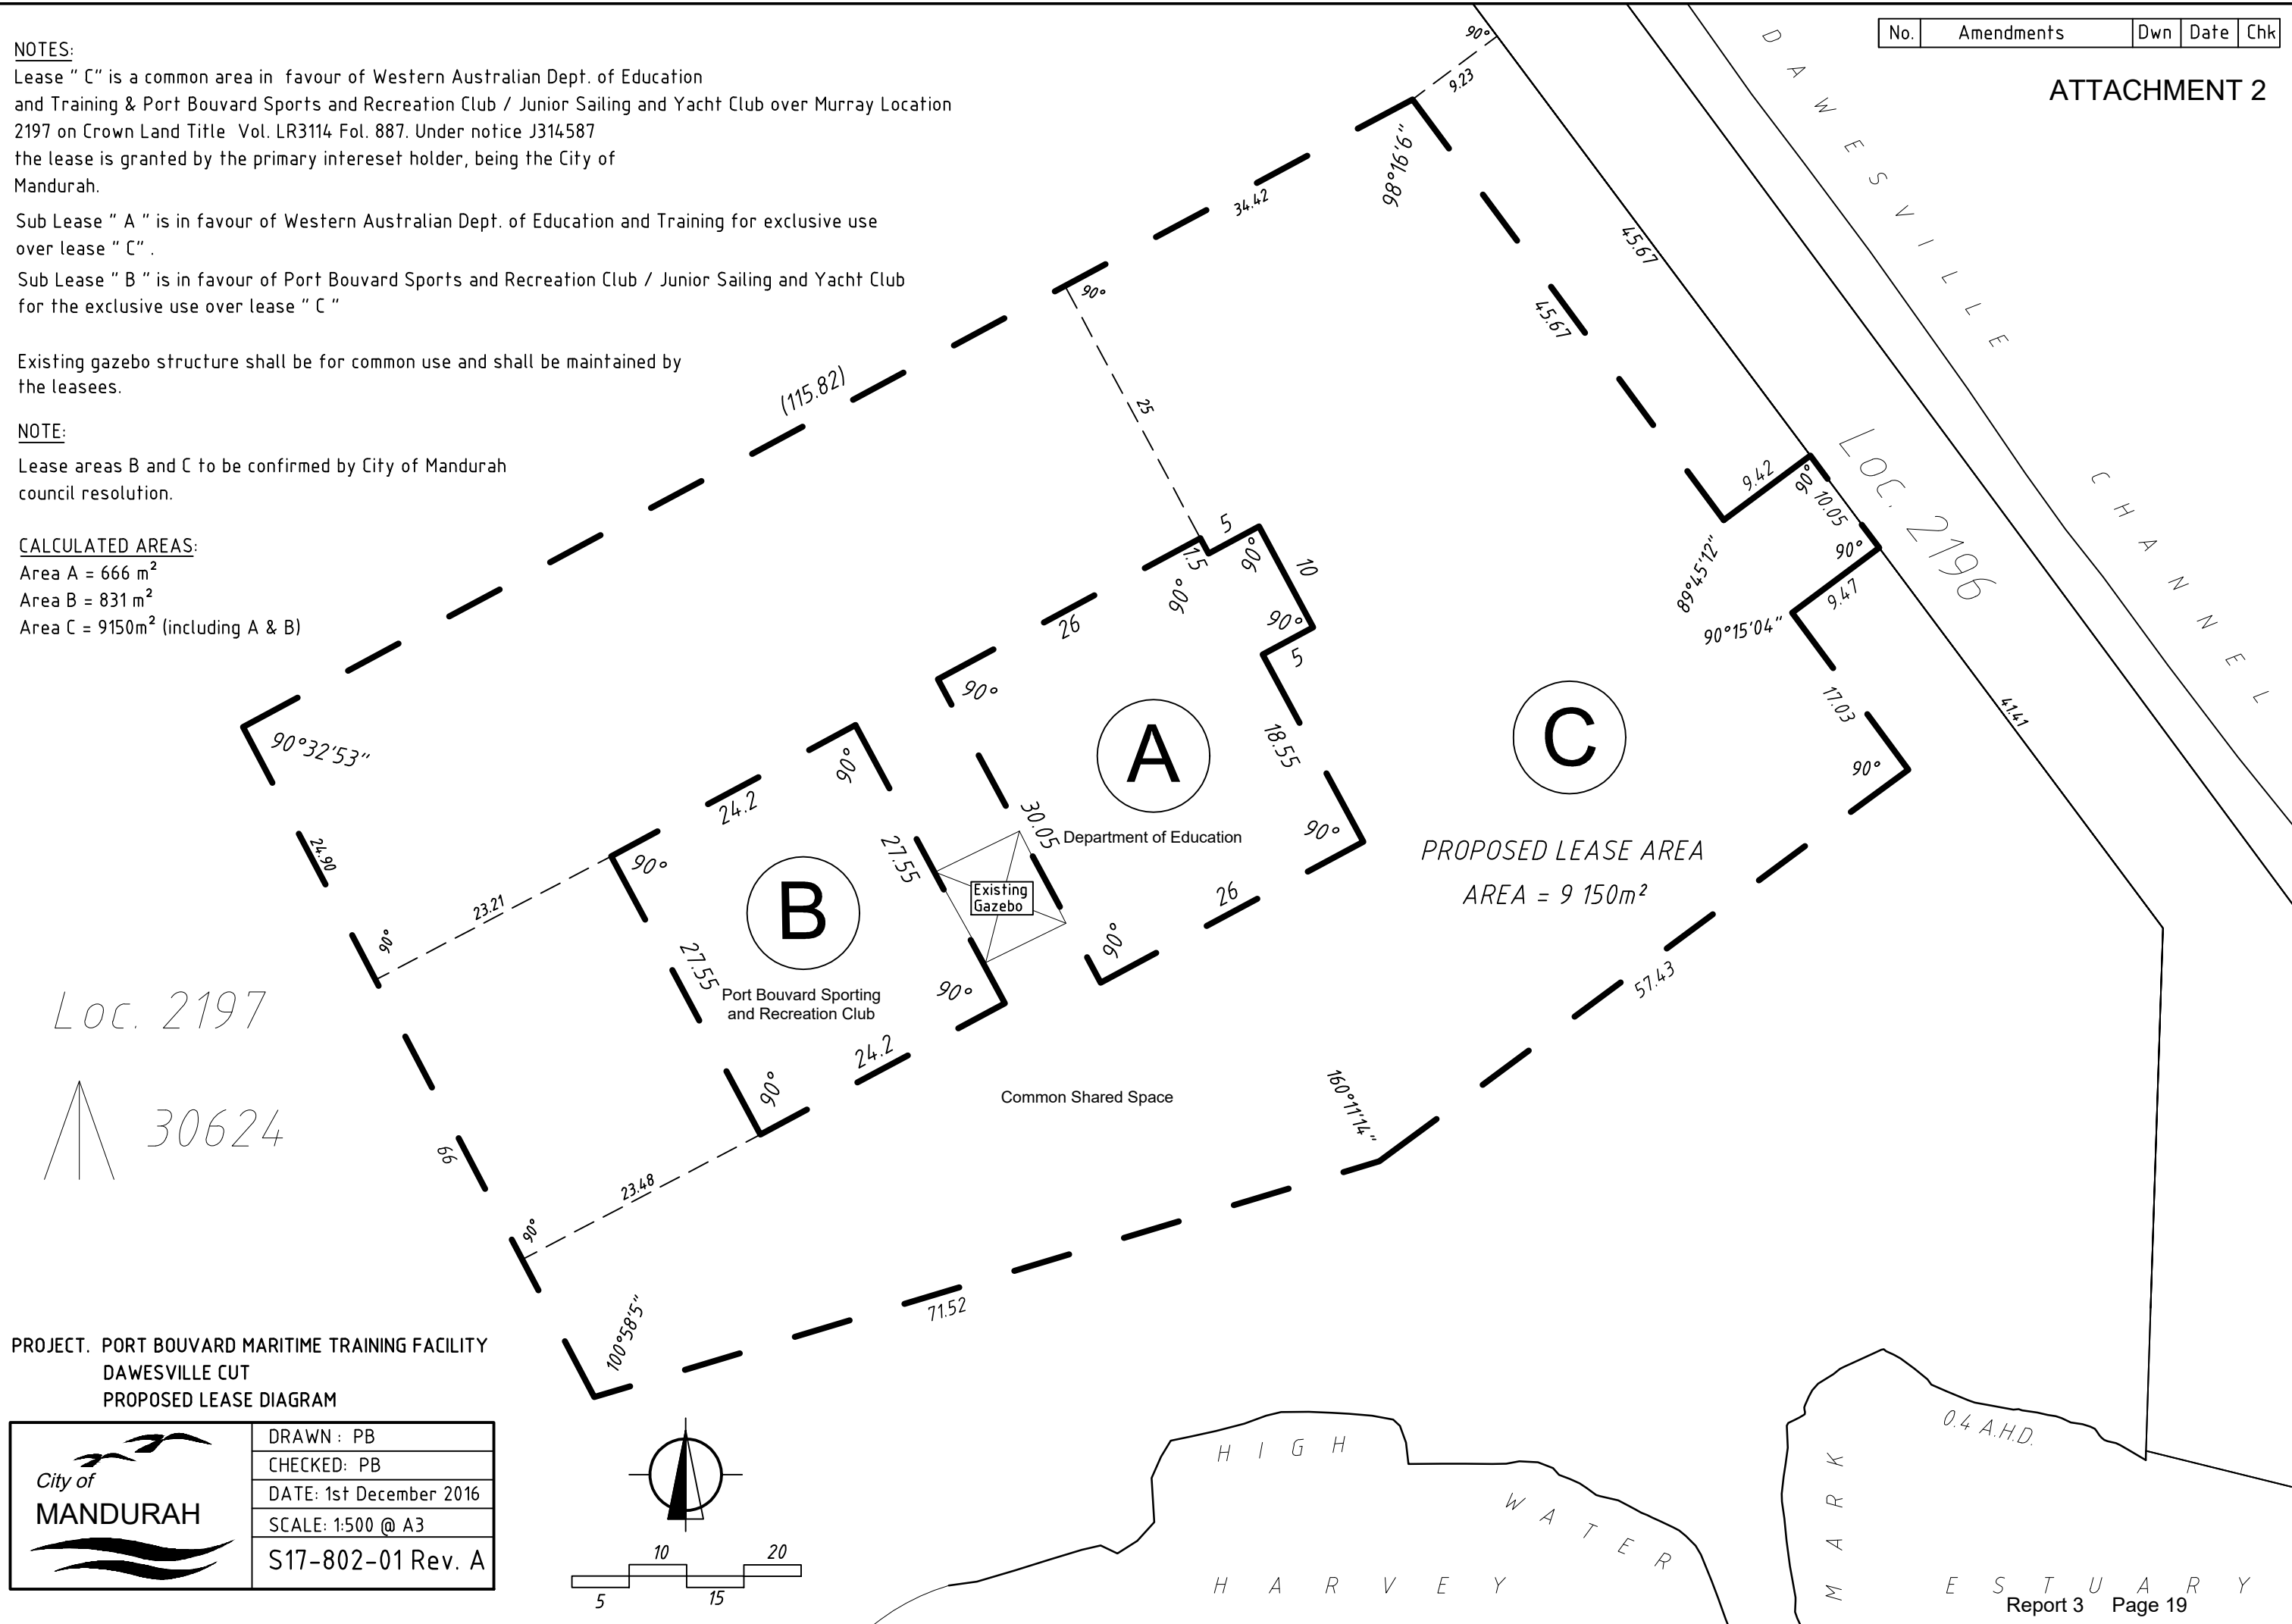 NOTES:
Lease " C" is a common area in favour of Western Australian Dept. of Education
and Training & Port Bouvard Sports and Recreation Club / Junior Sailing and Yacht Club over Murray Location
2197 on Crown Land Title Vol. LR3114 Fol. 887. Under notice J314587
the lease is granted by the primary intereset holder, being the City of
Mandurah.
Sub Lease " A " is in favour of Western Australian Dept. of Education and Training for exclusive use
over lease " C" .
Sub Lease " B " is in favour of Port Bouvard Sports and Recreation Club / Junior Sailing and Yacht Club
for the exclusive use over lease " C "
Existing gazebo structure shall be for common use and shall be maintained by
the leasees.
NOTE:
Lease areas B and C to be confirmed by City of Mandurah
council resolution.
CALCULATED AREAS:
Area A = 666 m²
Area B = 831 m²
Area C = 9150m² (including A & B)
No. Amendments Dwn Date Chk
ATTACHMENT 2
DAWESVILLE CHANNEL
90°
9.23
98°16'6"
34.42
90°
45.67
45.67
(115.82)
25
9.42
90°
10.05
90°
9.47
89°45'12"
90°15'04"
LOC. 2196
17.03
90°
41.41
5
1.5
90°
90°
10
90°
5
26
90°
18.55
A
Department of Education
30.05
90°
26
90°
C
PROPOSED LEASE AREA
AREA = 9 150m²
90°32'53"
24.90
24.2
90°
90°
27.55
B
Port Bouvard Sporting
and Recreation Club
27.55
90°
24.2
90°
Existing
Gazebo
23.21
90°
Loc. 2197
30624
66
23.48
90°
Common Shared Space
57.43
160°11'14"
71.52
100°58'5"
PROJECT. PORT BOUVARD MARITIME TRAINING FACILITY
DAWESVILLE CUT
PROPOSED LEASE DIAGRAM
City of
MANDURAH
DRAWN : PB
CHECKED: PB
DATE: 1st December 2016
SCALE: 1:500 @ A3
S17-802-01 Rev. A
10 20
5 15
HIGH
WATER
MARK
0.4 A.H.D.
HARVEY ESTUARY
Report 3 Page 19